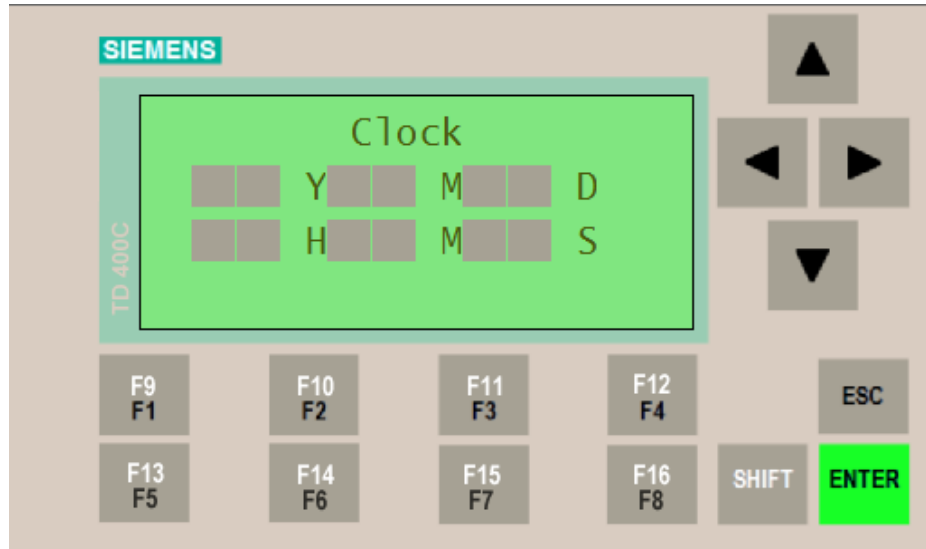 SIEMENS
TD 400C
Clock
Y M D
H M S
F9 F10 F11 F12
F1 F2 F3 F4
ESC
F13 F14 F15 F16
F5 F6 F7 F8
SHIFT ENTER